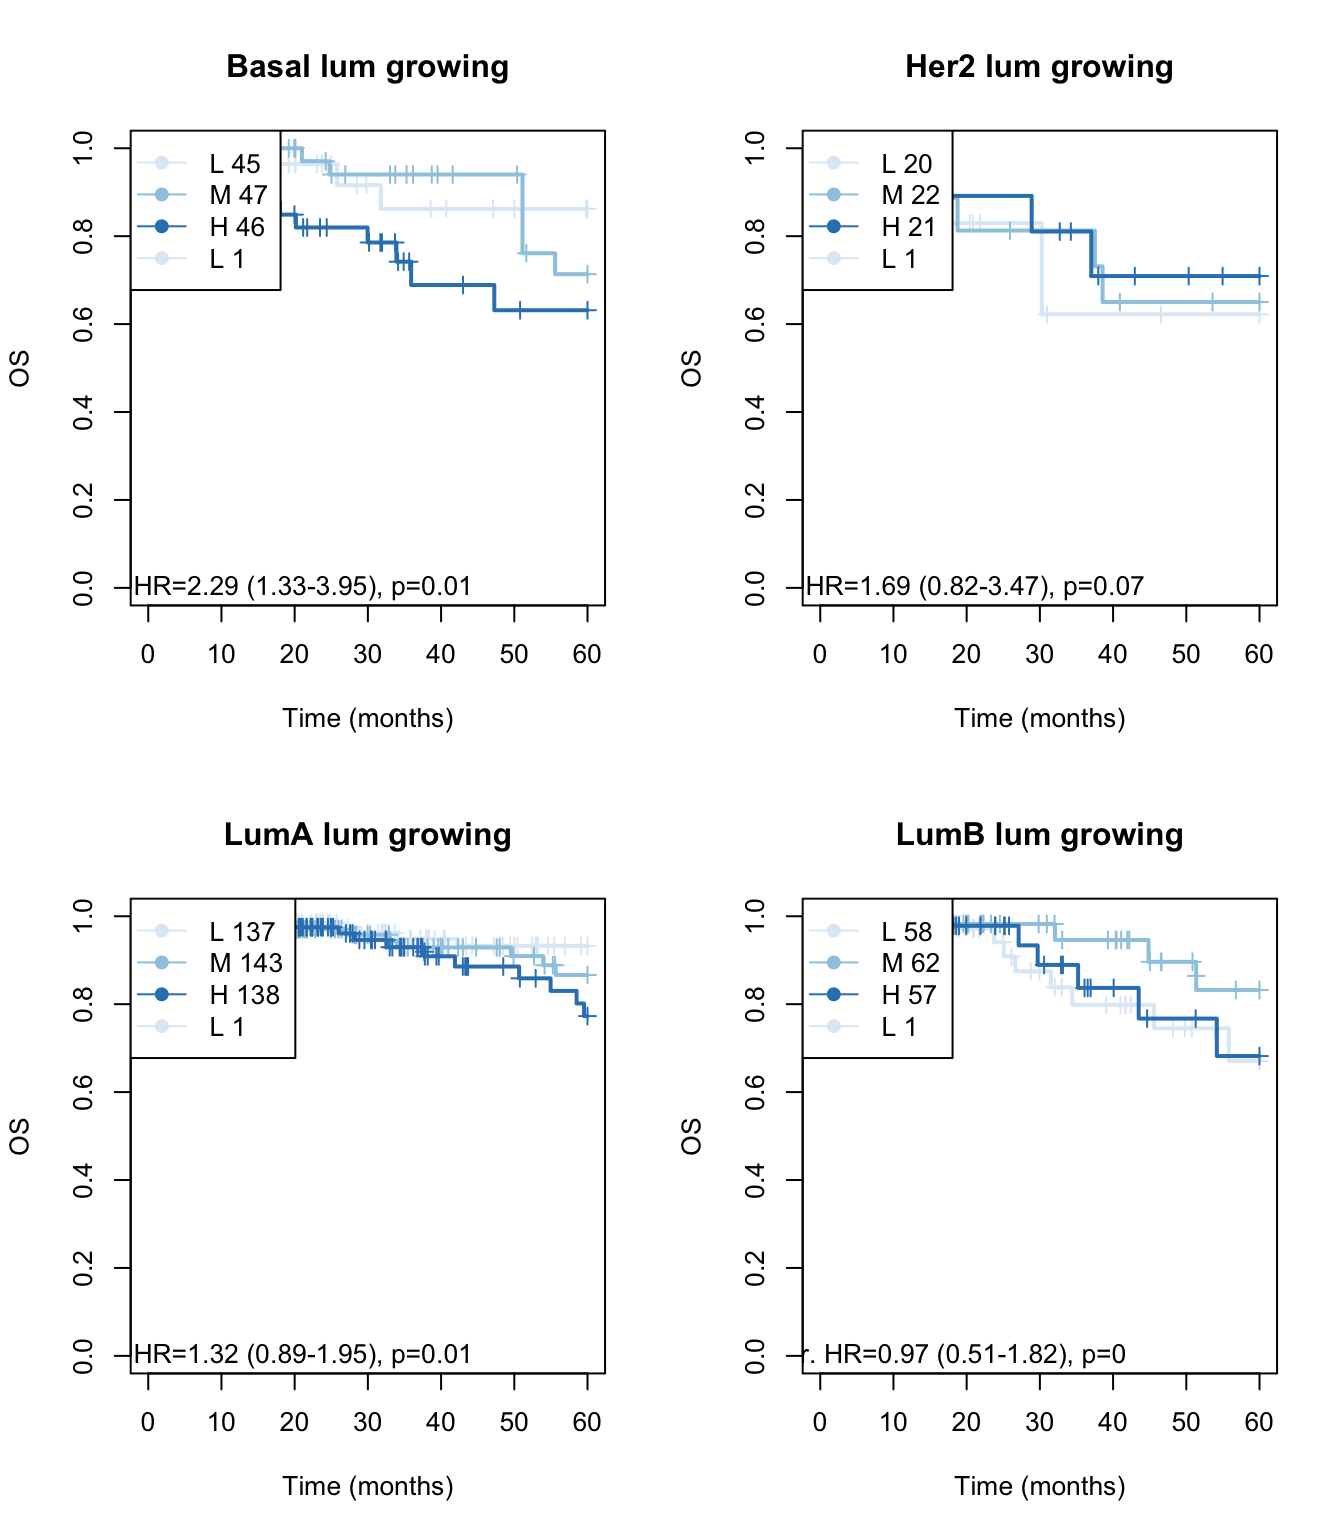 Basal lum growing
1.0
0.8
0.6
0.4
0.2
0.0
OS
L 45
M 47
H 46
L 1
HR=2.29 (1.33-3.95), p=0.01
0 10 20 30 40 50 60
Time (months)
Her2 lum growing
1.0
0.8
0.6
0.4
0.2
0.0
OS
L 20
M 22
H 21
L 1
HR=1.69 (0.82-3.47), p=0.07
0 10 20 30 40 50 60
Time (months)
LumA lum growing
1.0
0.8
0.6
0.4
0.2
0.0
OS
L 137
M 143
H 138
L 1
HR=1.32 (0.89-1.95), p=0.01
0 10 20 30 40 50 60
Time (months)
LumB lum growing
1.0
0.8
0.6
0.4
0.2
0.0
OS
L 58
M 62
H 57
L 1
r. HR=0.97 (0.51-1.82), p=0
0 10 20 30 40 50 60
Time (months)